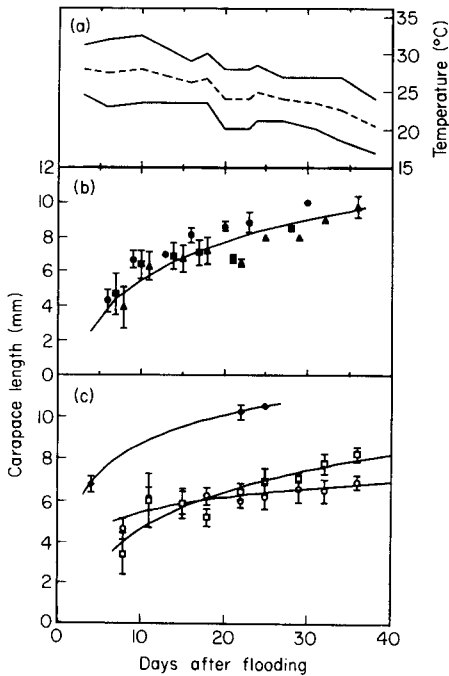 (a)
35
30
25
20
15
Temperature (°C)
12
(b)
10
8
6
4
2
0
Carapace length (mm)
(c)
10
8
6
4
2
0
0 10 20 30 40
Days after flooding